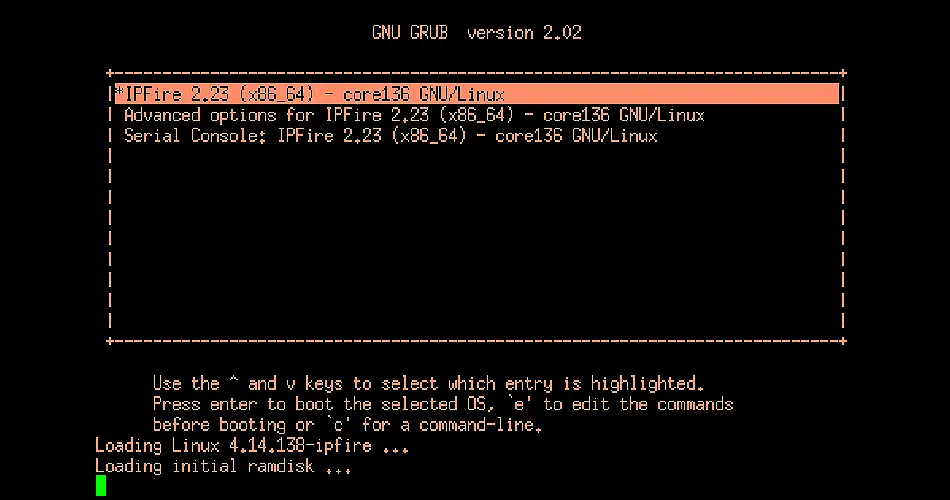 GNU GRUB  version 2.02
*IPFire 2.23 (x86_64) - core136 GNU/Linux
Advanced options for IPFire 2.23 (x86_64) - core136 GNU/Linux
Serial Console: IPFire 2.23 (x86_64) - core136 GNU/Linux
Use the ^ and v keys to select which entry is highlighted.
Press enter to boot the selected OS, `e' to edit the commands
before booting or `c' for a command-line.
Loading Linux 4.14.138-ipfire ...
Loading initial ramdisk ...